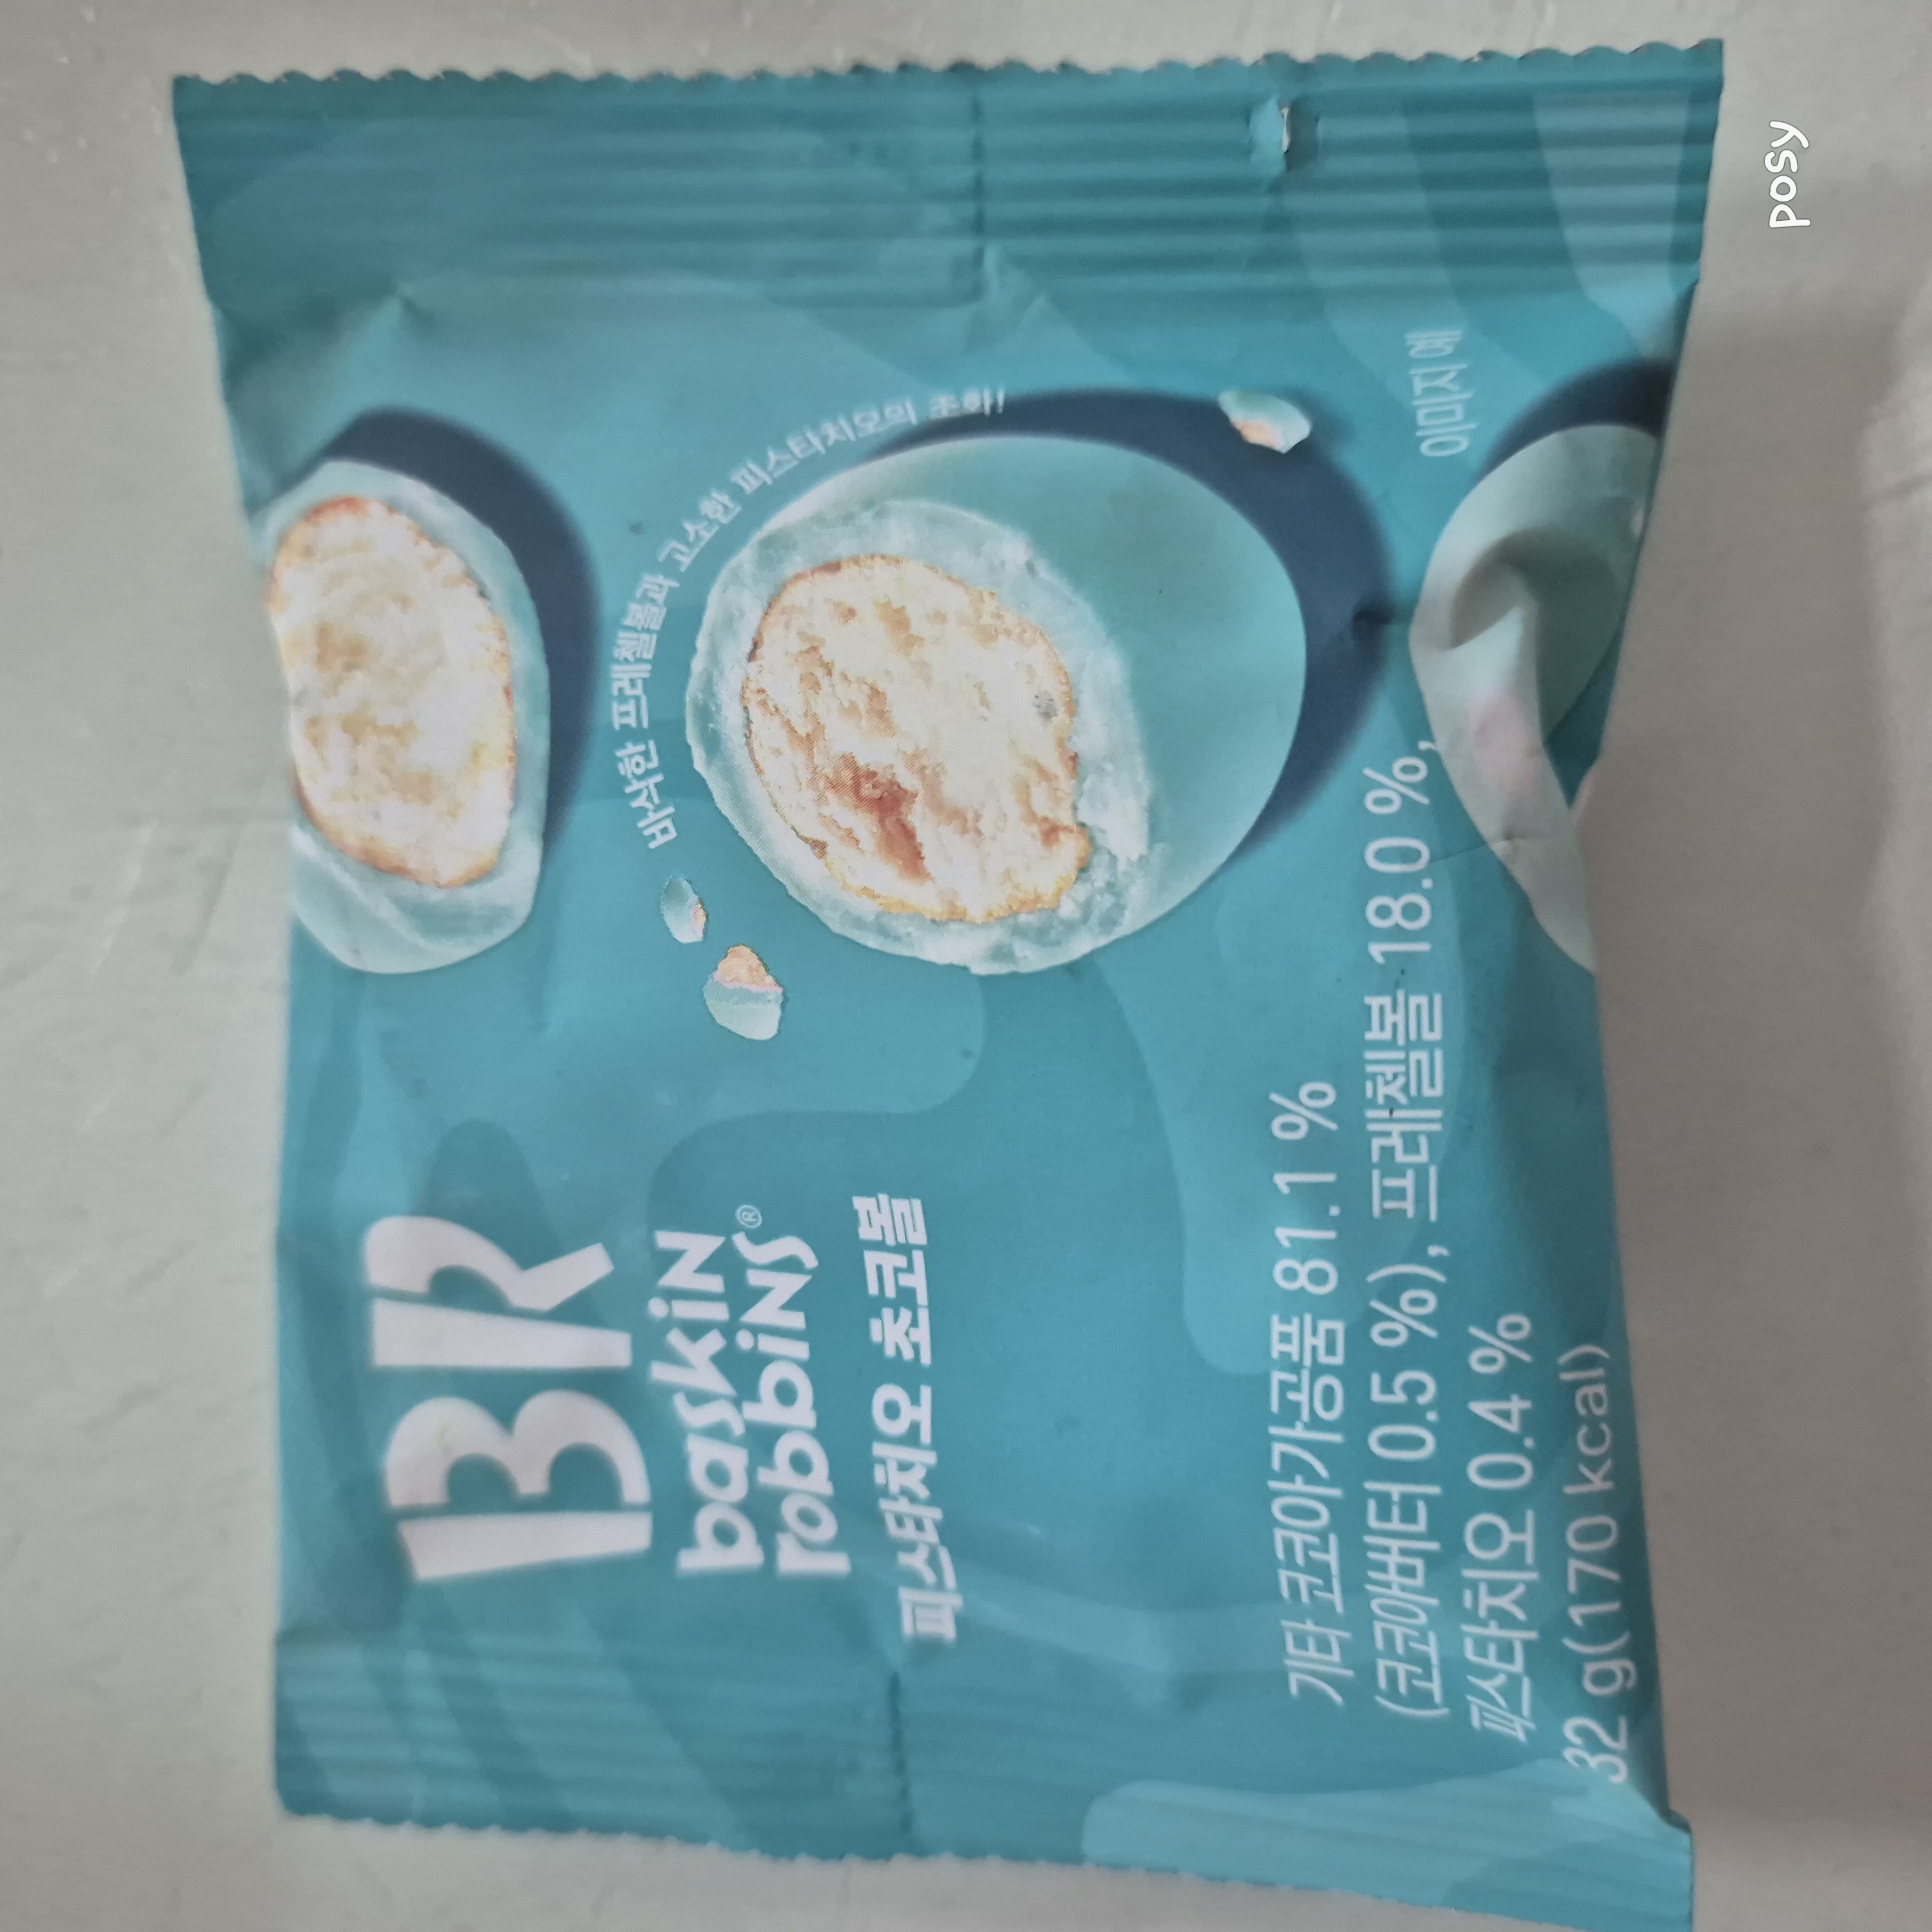 BR
baskin
robbins®
피스타치오 초코볼
바삭한 프레첼볼과 고소한 피스타치오의 조화!
이미지 예
기타 코코아가공품 81.1 %
(코코아버터 0.5 %), 프레첼볼 18.0 %,
피스타치오 0.4 %
32 g(170 kcal)
posy